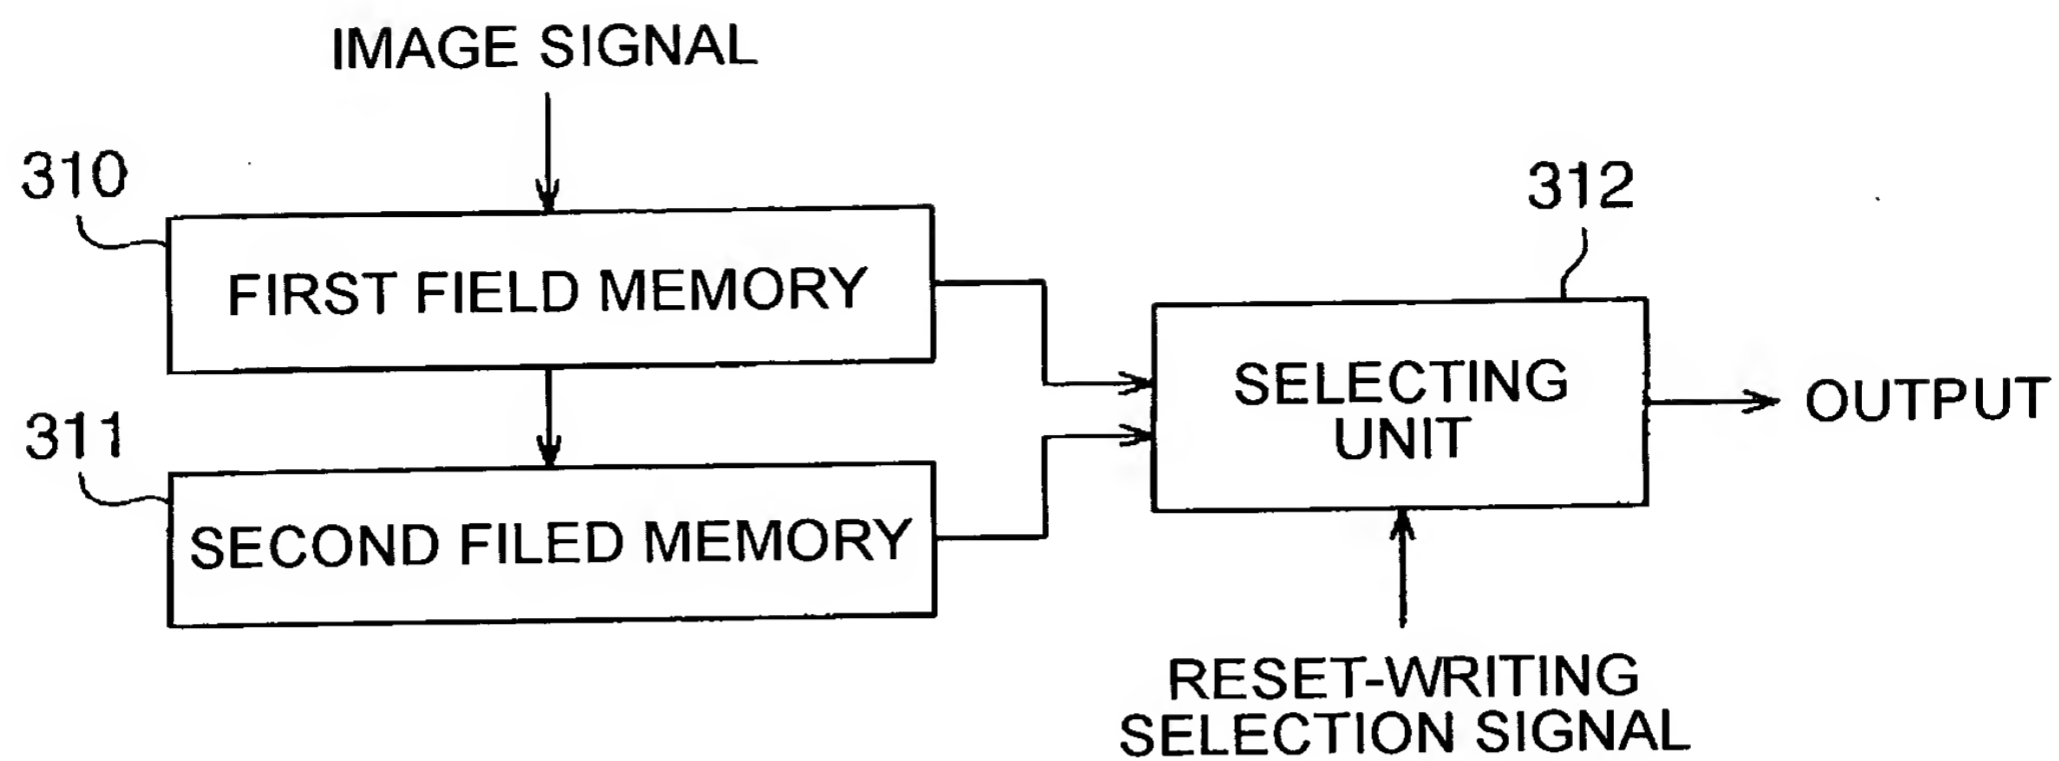 IMAGE SIGNAL
310
FIRST FIELD MEMORY
311
SECOND FILED MEMORY
312
SELECTING
UNIT
OUTPUT
RESET-WRITING
SELECTION SIGNAL